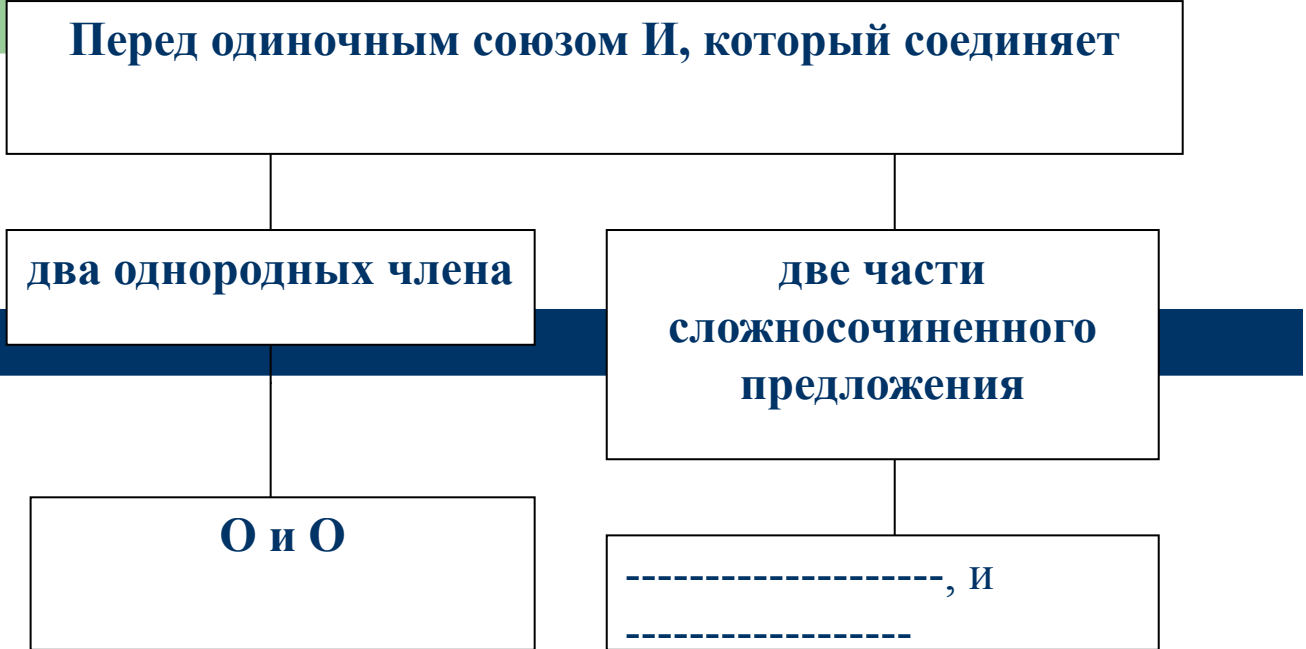 Перед одиночным союзом И, который соединяет
два однородных члена
две части
сложносочиненного
предложения
О и О
--------------------, и
------------------